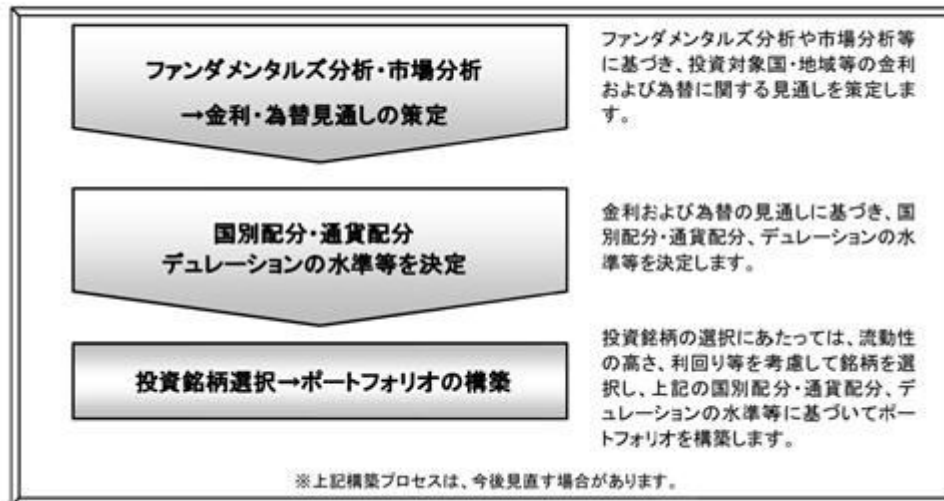 ファンダメンタルズ分析・市場分析
→金利・為替見通しの策定
ファンダメンタルズ分析や市場分析等
に基づき、投資対象国・地域等の金利
および為替に関する見通しを策定しま
す。
国別配分・通貨配分
デュレーションの水準等を決定
金利および為替の見通しに基づき、国
別配分・通貨配分、デュレーションの水
準等を決定します。
投資銘柄選択→ポートフォリオの構築
投資銘柄の選択にあたっては、流動性
の高さ、利回り等を考慮して銘柄を選
択し、上記の国別配分・通貨配分、デ
ュレーションの水準等に基づいてポー
トフォリオを構築します。
※上記構築プロセスは、今後見直す場合があります。